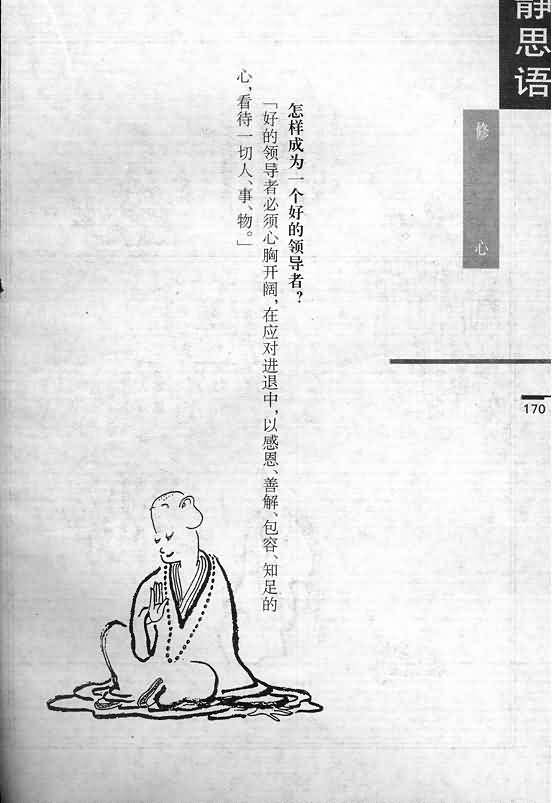 静思语
修心
怎样成为一个好的领导者？
「好的领导者必须心胸开阔，在应对进退中，以感恩、善解、包容、知足的
心，看待一切人、事、物。」
170